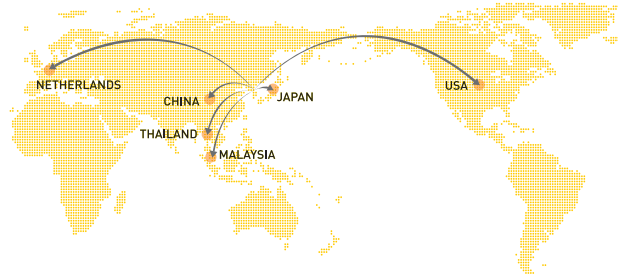 NETHERLANDS
CHINA
JAPAN
USA
THAILAND
MALAYSIA